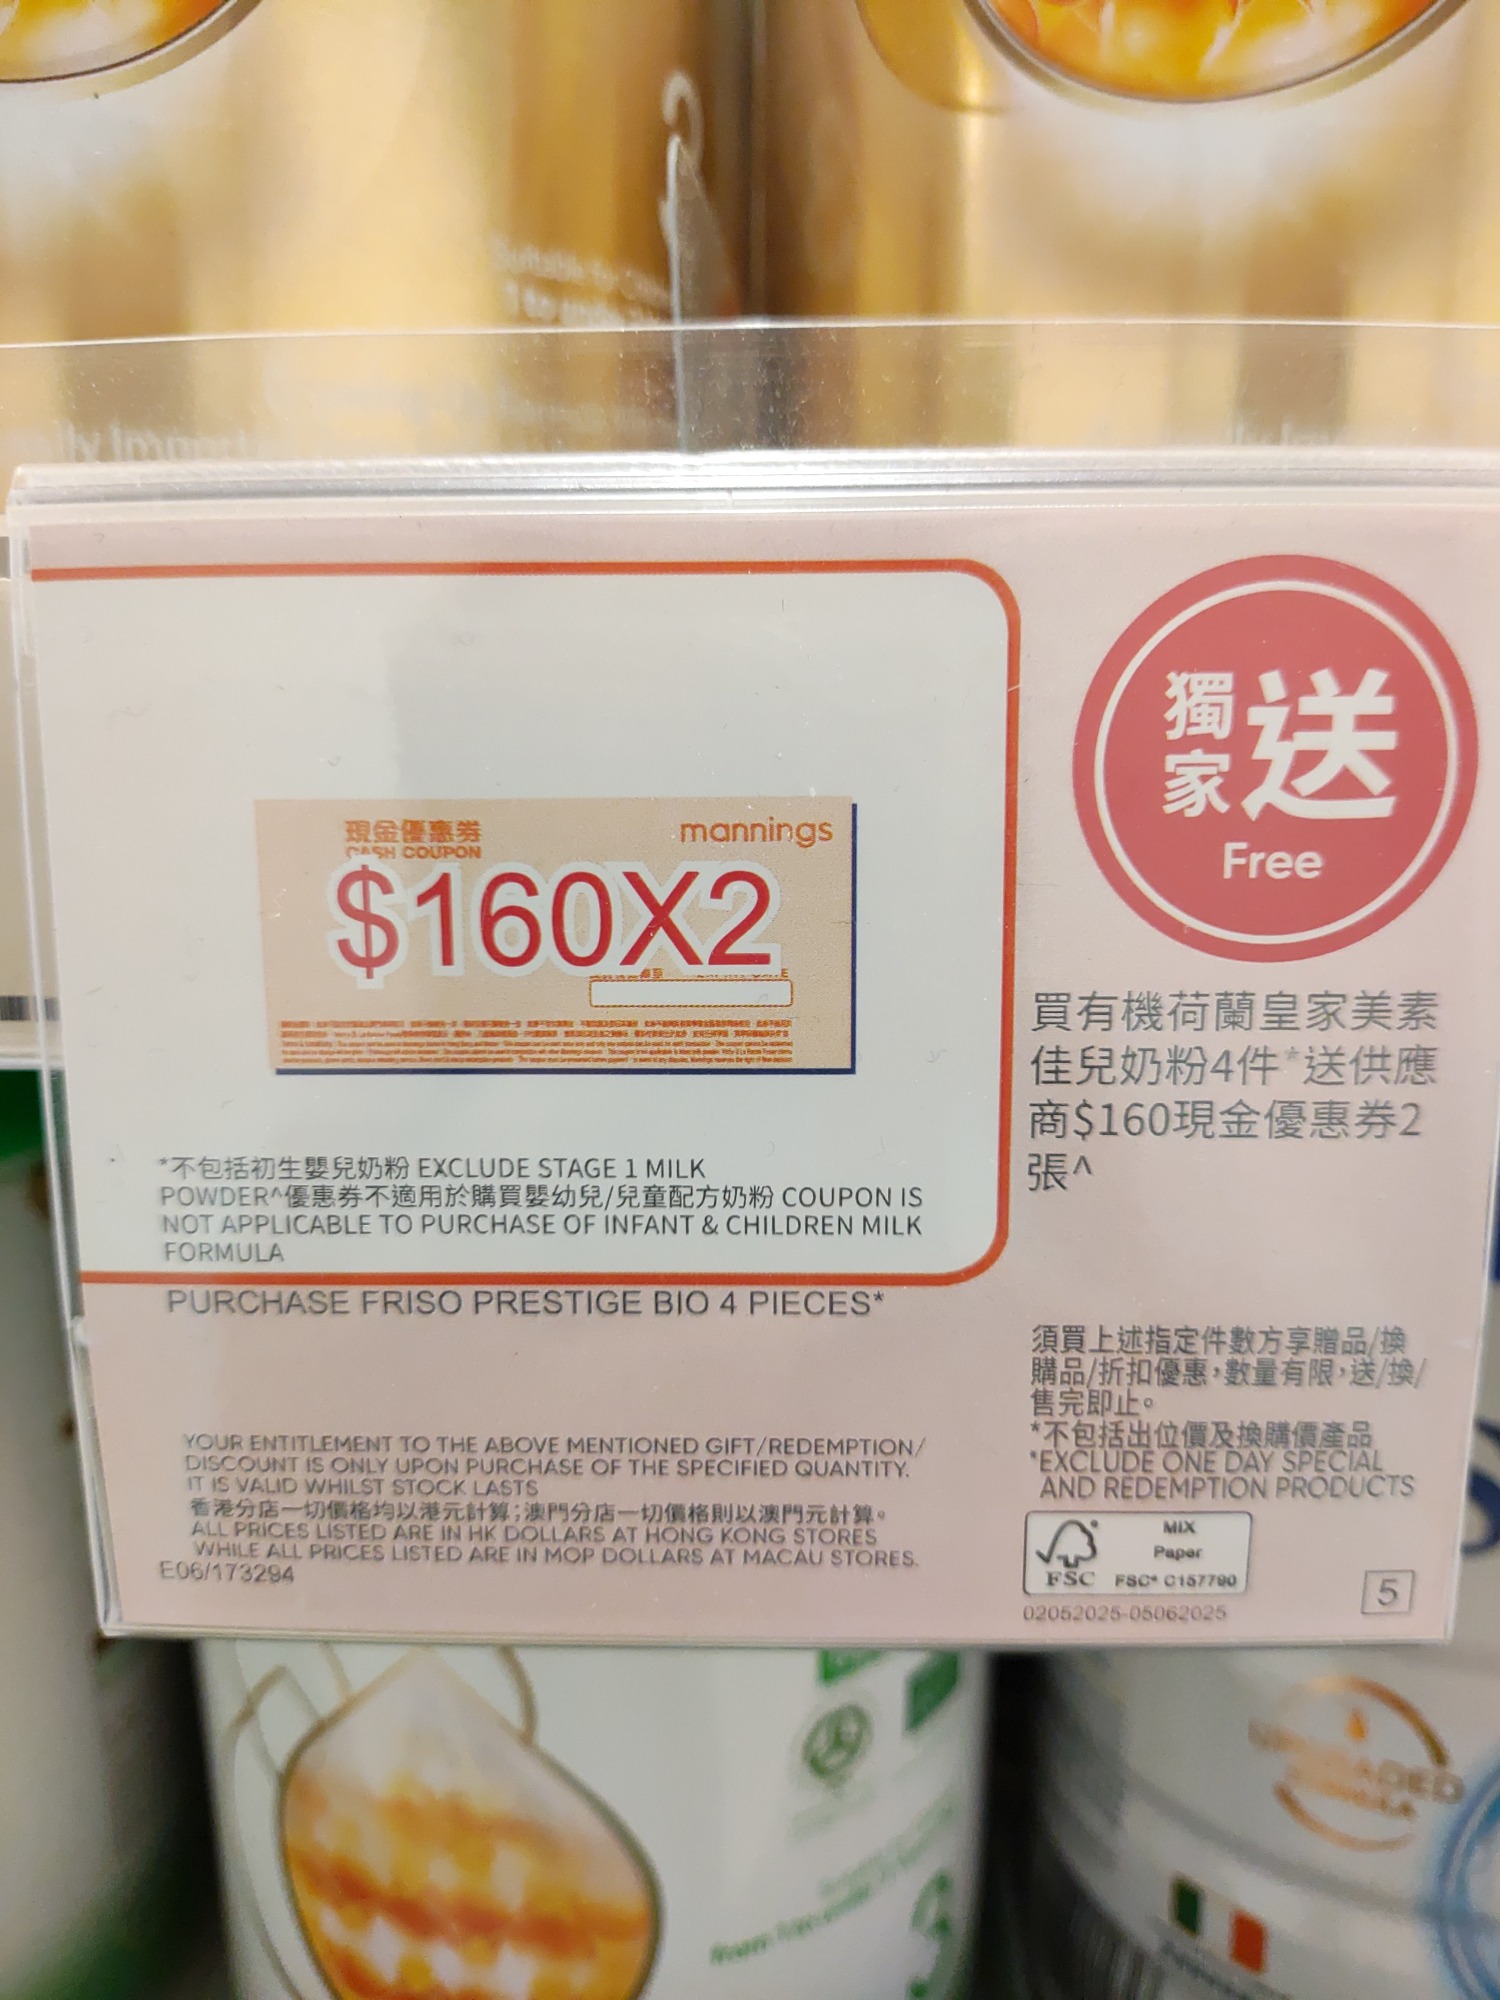 獨家送
Free
現金優惠券
CASH COUPON
mannings
$160X2
買有機荷蘭皇家美素
佳兒奶粉4件*送供應
商$160現金優惠券2
張^
*不包括初生嬰兒奶粉 EXCLUDE STAGE 1 MILK
POWDER^優惠券不適用於購買嬰幼兒/兒童配方奶粉 COUPON IS
NOT APPLICABLE TO PURCHASE OF INFANT & CHILDREN MILK
FORMULA
PURCHASE FRISO PRESTIGE BIO 4 PIECES*
須買上述指定件數方享贈品/換
購品/折扣優惠，數量有限，送/換/
售完即止。
*不包括出位價及換購價產品
*EXCLUDE ONE DAY SPECIAL
AND REDEMPTION PRODUCTS
YOUR ENTITLEMENT TO THE ABOVE MENTIONED GIFT/REDEMPTION/
DISCOUNT IS ONLY UPON PURCHASE OF THE SPECIFIED QUANTITY.
IT IS VALID WHILST STOCK LASTS
香港分店一切價格均以港元計算；澳門分店一切價格則以澳門元計算。
ALL PRICES LISTED ARE IN HK DOLLARS AT HONG KONG STORES
WHILE ALL PRICES LISTED ARE IN MOP DOLLARS AT MACAU STORES.
E06/173294
MIX
Paper
FSC FSC® C157790
02052025-05062025
5